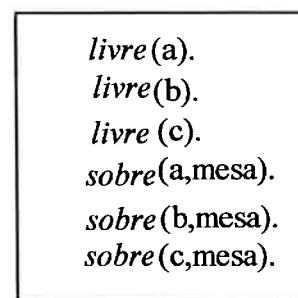 livre(a).
livre(b).
livre (c).
sobre(a,mesa).
sobre(b,mesa).
sobre(c,mesa).